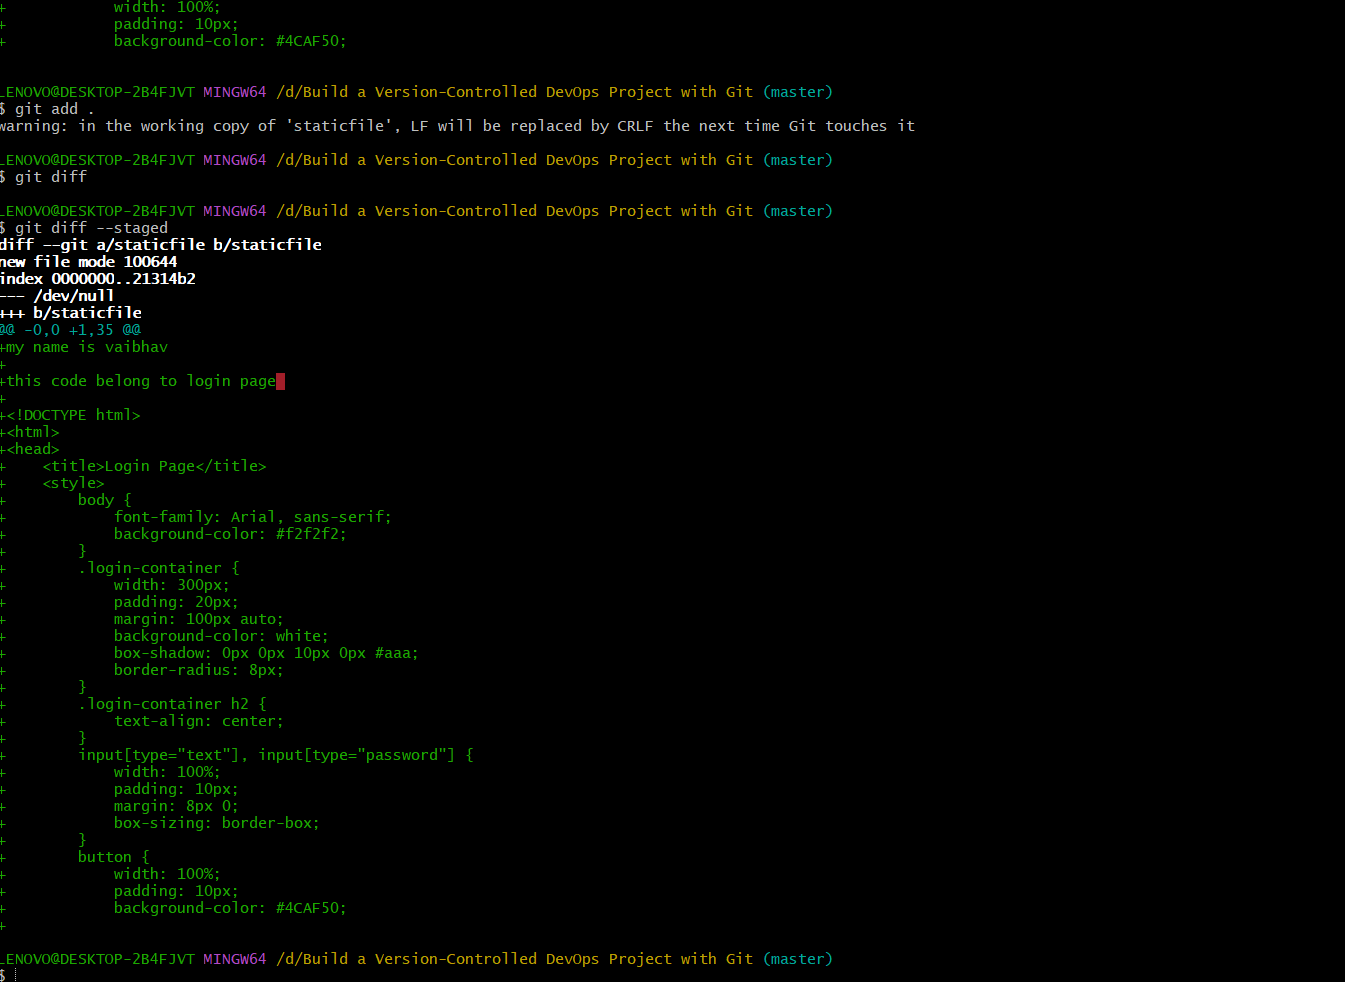 +            width: 100%;
+            padding: 10px;
+            background-color: #4CAF50;
LENOVO@DESKTOP-2B4FJVT MINGW64 /d/Build a Version-Controlled DevOps Project with Git (master)
$ git add .
warning: in the working copy of 'staticfile', LF will be replaced by CRLF the next time Git touches it
LENOVO@DESKTOP-2B4FJVT MINGW64 /d/Build a Version-Controlled DevOps Project with Git (master)
$ git diff
LENOVO@DESKTOP-2B4FJVT MINGW64 /d/Build a Version-Controlled DevOps Project with Git (master)
$ git diff --staged
diff --git a/staticfile b/staticfile
new file mode 100644
index 0000000..21314b2
--- /dev/null
+++ b/staticfile
@@ -0,0 +1,35 @@
+my name is vaibhav
+
+this code belong to login page
+
+<!DOCTYPE html>
+<html>
+<head>
+    <title>Login Page</title>
+    <style>
+        body {
+            font-family: Arial, sans-serif;
+            background-color: #f2f2f2;
+        }
+        .login-container {
+            width: 300px;
+            padding: 20px;
+            margin: 100px auto;
+            background-color: white;
+            box-shadow: 0px 0px 10px 0px #aaa;
+            border-radius: 8px;
+        }
+        .login-container h2 {
+            text-align: center;
+        }
+        input[type="text"], input[type="password"] {
+            width: 100%;
+            padding: 10px;
+            margin: 8px 0;
+            box-sizing: border-box;
+        }
+        button {
+            width: 100%;
+            padding: 10px;
+            background-color: #4CAF50;
+
LENOVO@DESKTOP-2B4FJVT MINGW64 /d/Build a Version-Controlled DevOps Project with Git (master)
$